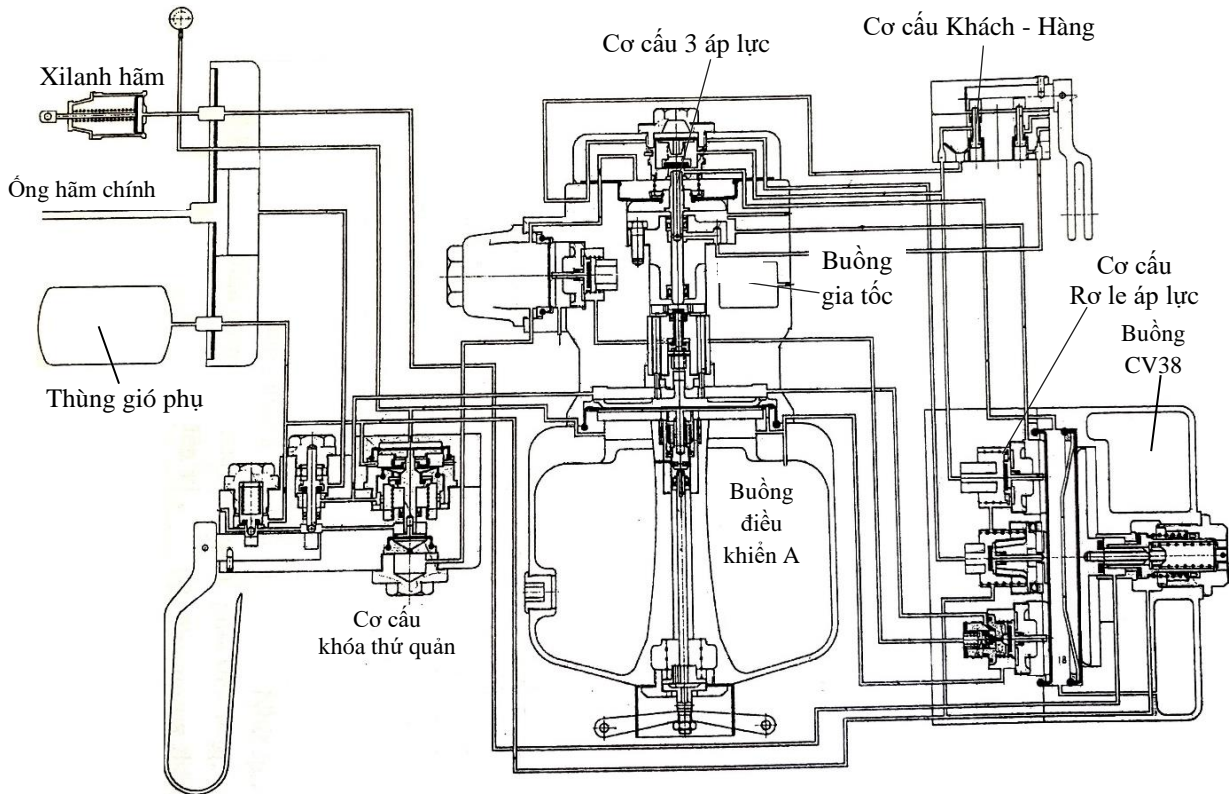 Cơ cấu 3 áp lực
Cơ cấu Khách - Hàng
Xilanh hãm
Ống hãm chính
Thùng gió phụ
Buồng
gia tốc
Cơ cấu
Rơ le áp lực
Buồng
CV38
Buồng
điều
khiển A
Cơ cấu
khóa thứ quản
18